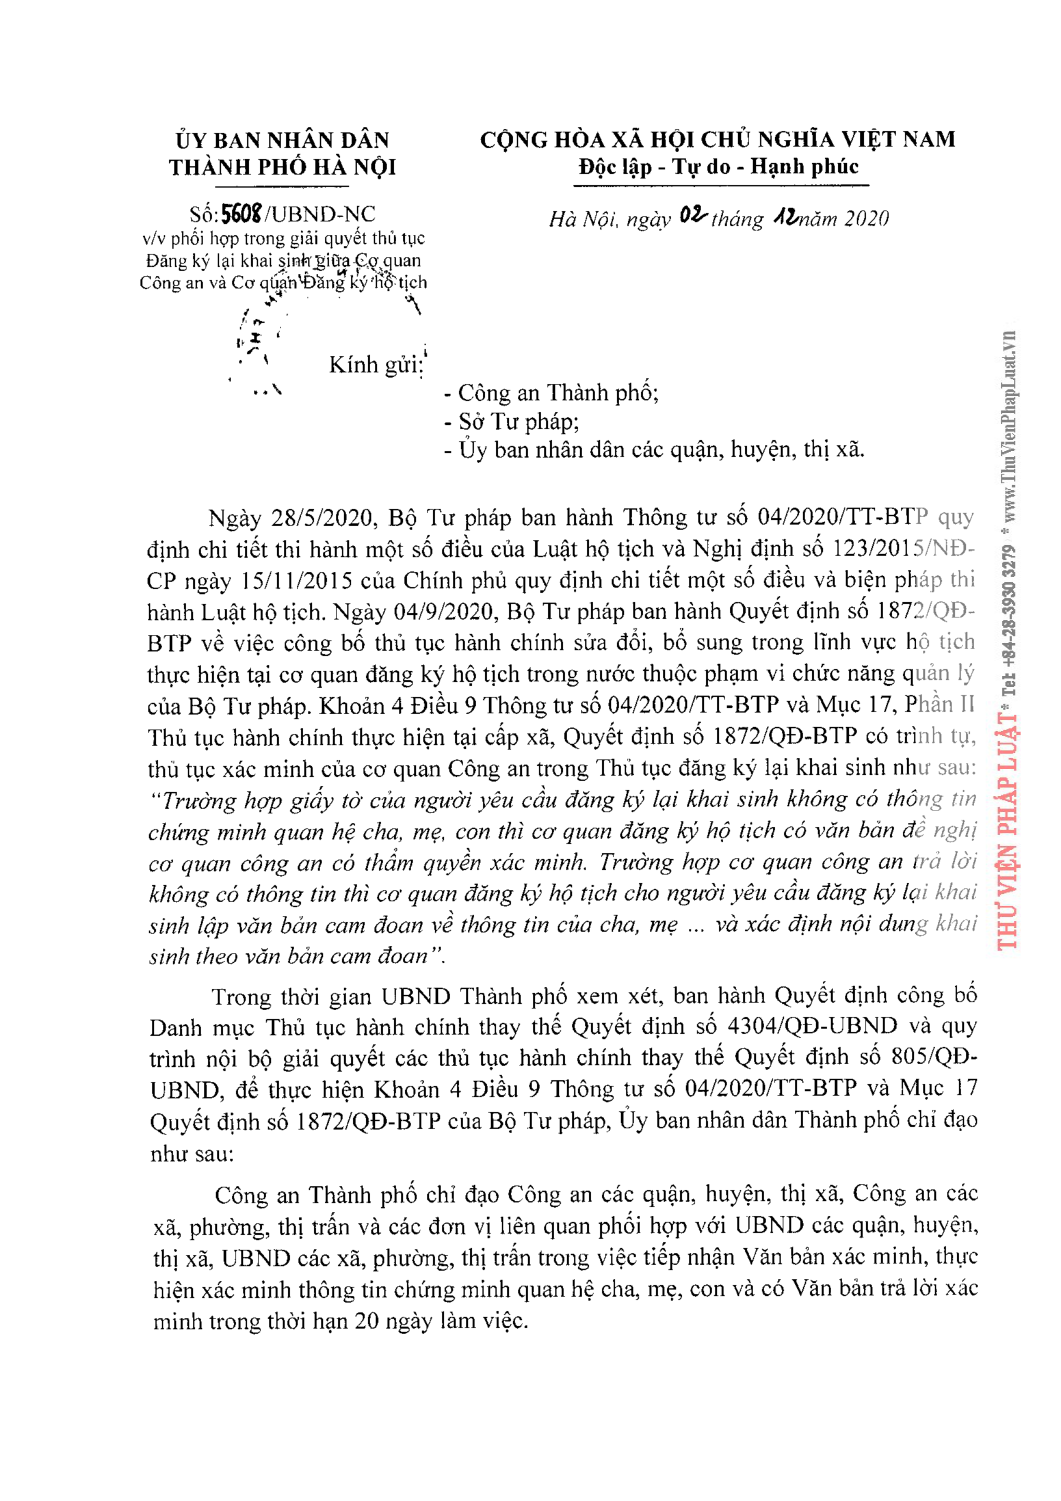 ỦY BAN NHÂN DÂN
THÀNH PHỐ HÀ NỘI
CỘNG HÒA XÃ HỘI CHỦ NGHĨA VIỆT NAM
Độc lập - Tự do - Hạnh phúc
Số:5608/UBND-NC
v/v phối hợp trong giải quyết thủ tục
Đăng ký lại khai sinh giữa Cơ quan
Công an và Cơ quan Đăng ký hộ tịch
Hà Nội, ngày 02 tháng 12 năm 2020
Kính gửi:
- Công an Thành phố;
- Sở Tư pháp;
- Ủy ban nhân dân các quận, huyện, thị xã.
Ngày 28/5/2020, Bộ Tư pháp ban hành Thông tư số 04/2020/TT-BTP quy
định chi tiết thi hành một số điều của Luật hộ tịch và Nghị định số 123/2015/NĐ-
CP ngày 15/11/2015 của Chính phủ quy định chi tiết một số điều và biện pháp thi
hành Luật hộ tịch. Ngày 04/9/2020, Bộ Tư pháp ban hành Quyết định số 1872/QĐ-
BTP về việc công bố thủ tục hành chính sửa đổi, bổ sung trong lĩnh vực hộ tịch
thực hiện tại cơ quan đăng ký hộ tịch trong nước thuộc phạm vi chức năng quản lý
của Bộ Tư pháp. Khoản 4 Điều 9 Thông tư số 04/2020/TT-BTP và Mục 17, Phần II
Thủ tục hành chính thực hiện tại cấp xã, Quyết định số 1872/QĐ-BTP có trình tự,
thủ tục xác minh của cơ quan Công an trong Thủ tục đăng ký lại khai sinh như sau:
“Trường hợp giấy tờ của người yêu cầu đăng ký lại khai sinh không có thông tin
chứng minh quan hệ cha, mẹ, con thì cơ quan đăng ký hộ tịch có văn bản đề nghị
cơ quan công an có thẩm quyền xác minh. Trường hợp cơ quan công an trả lời
không có thông tin thì cơ quan đăng ký hộ tịch cho người yêu cầu đăng ký lại khai
sinh lập văn bản cam đoan về thông tin của cha, mẹ ... và xác định nội dung khai
sinh theo văn bản cam đoan”.
Trong thời gian UBND Thành phố xem xét, ban hành Quyết định công bố
Danh mục Thủ tục hành chính thay thế Quyết định số 4304/QĐ-UBND và quy
trình nội bộ giải quyết các thủ tục hành chính thay thế Quyết định số 805/QĐ-
UBND, để thực hiện Khoản 4 Điều 9 Thông tư số 04/2020/TT-BTP và Mục 17
Quyết định số 1872/QĐ-BTP của Bộ Tư pháp, Ủy ban nhân dân Thành phố chỉ đạo
như sau:
Công an Thành phố chỉ đạo Công an các quận, huyện, thị xã, Công an các
xã, phường, thị trấn và các đơn vị liên quan phối hợp với UBND các quận, huyện,
thị xã, UBND các xã, phường, thị trấn trong việc tiếp nhận Văn bản xác minh, thực
hiện xác minh thông tin chứng minh quan hệ cha, mẹ, con và có Văn bản trả lời xác
minh trong thời hạn 20 ngày làm việc.
THƯ VIỆN PHÁP LUẬT * Tel: +84-28-3930 3279 * www.ThuVienPhapLuat.vn